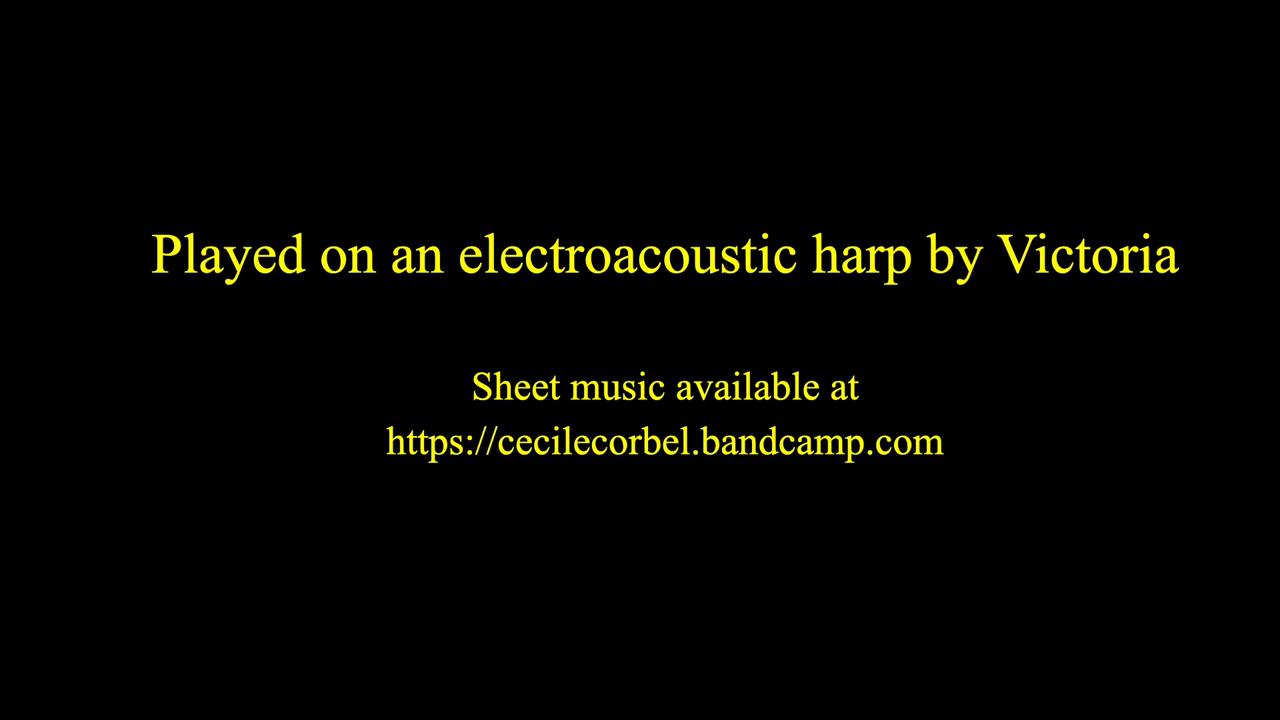 Played on an electroacoustic harp by Victoria
Sheet music available at
https://cecilecorbel.bandcamp.com